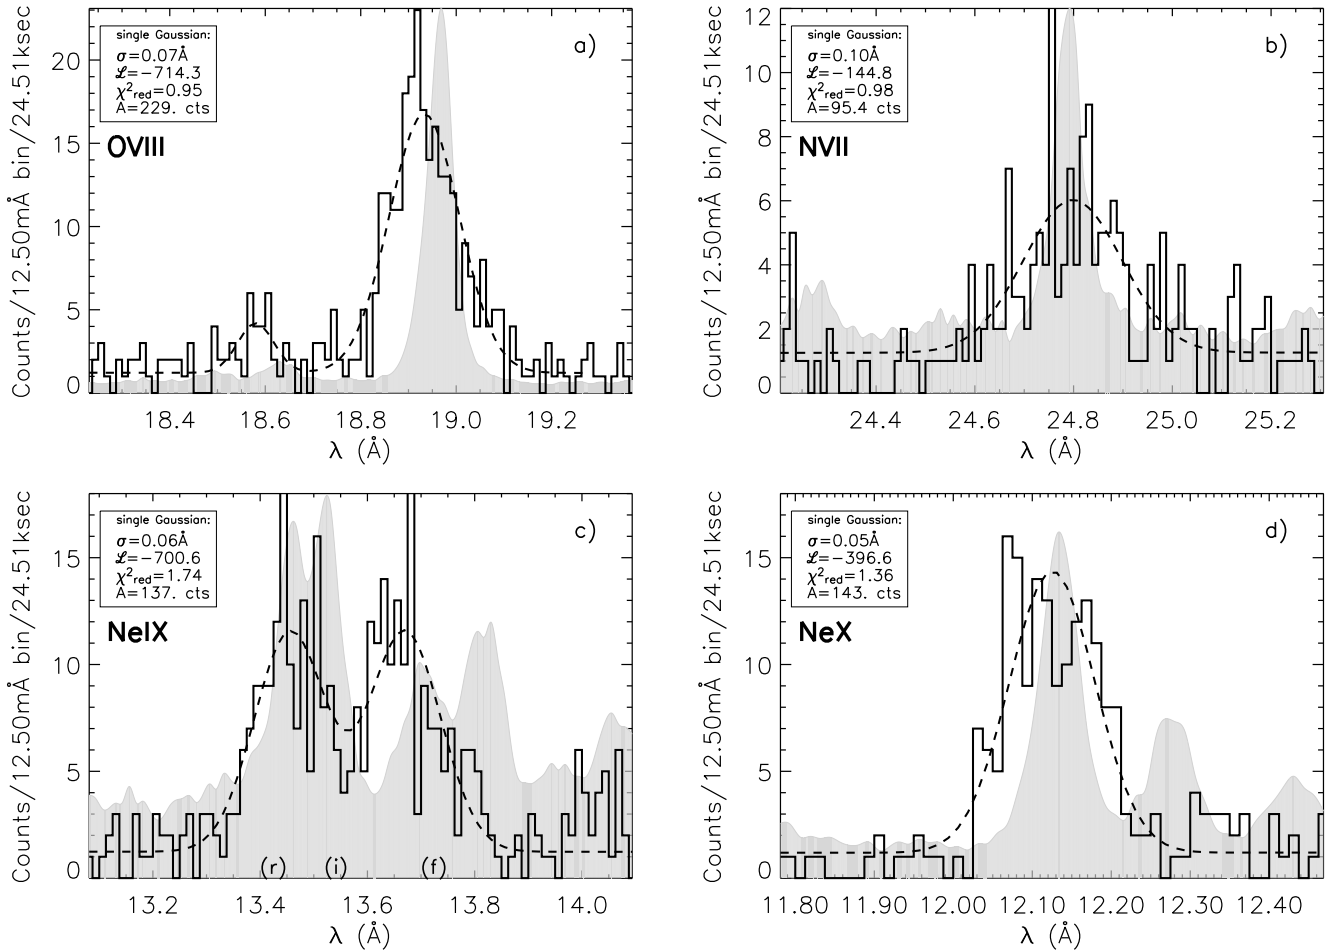 a)
single Gaussian:
σ=0.07Å
ℒ=−714.3
χ²red=0.95
A=229. cts
OVIII
Counts/12.50mÅ bin/24.51ksec
0
5
10
15
20
18.4
18.6
18.8
19.0
19.2
λ (Å)
b)
single Gaussian:
σ=0.10Å
ℒ=−144.8
χ²red=0.98
A=95.4 cts
NVII
Counts/12.50mÅ bin/24.51ksec
0
2
4
6
8
10
12
24.4
24.6
24.8
25.0
25.2
λ (Å)
c)
single Gaussian:
σ=0.06Å
ℒ=−700.6
χ²red=1.74
A=137. cts
NeIX
(r)
(i)
(f)
Counts/12.50mÅ bin/24.51ksec
0
5
10
15
13.2
13.4
13.6
13.8
14.0
λ (Å)
d)
single Gaussian:
σ=0.05Å
ℒ=−396.6
χ²red=1.36
A=143. cts
NeX
Counts/12.50mÅ bin/24.51ksec
0
5
10
15
11.80
11.90
12.00
12.10
12.20
12.30
12.40
λ (Å)